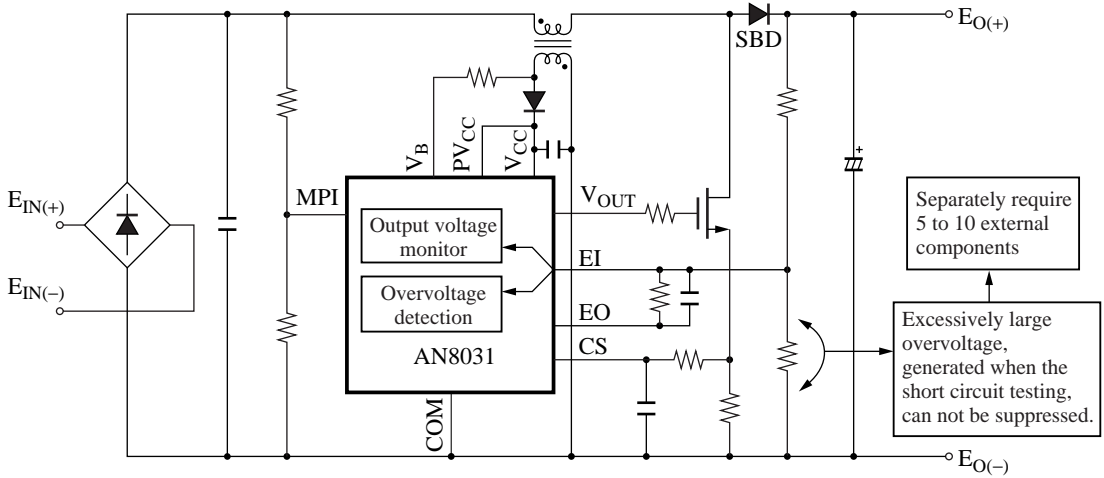 E_O(+)
SBD
V_B
PV_CC
V_CC
E_IN(+)
E_IN(−)
MPI
V_OUT
Output voltage
monitor
EI
Overvoltage
detection
EO
AN8031
CS
COM
Separately require
5 to 10 external
components
Excessively large
overvoltage,
generated when the
short circuit testing,
can not be suppressed.
+
E_O(−)